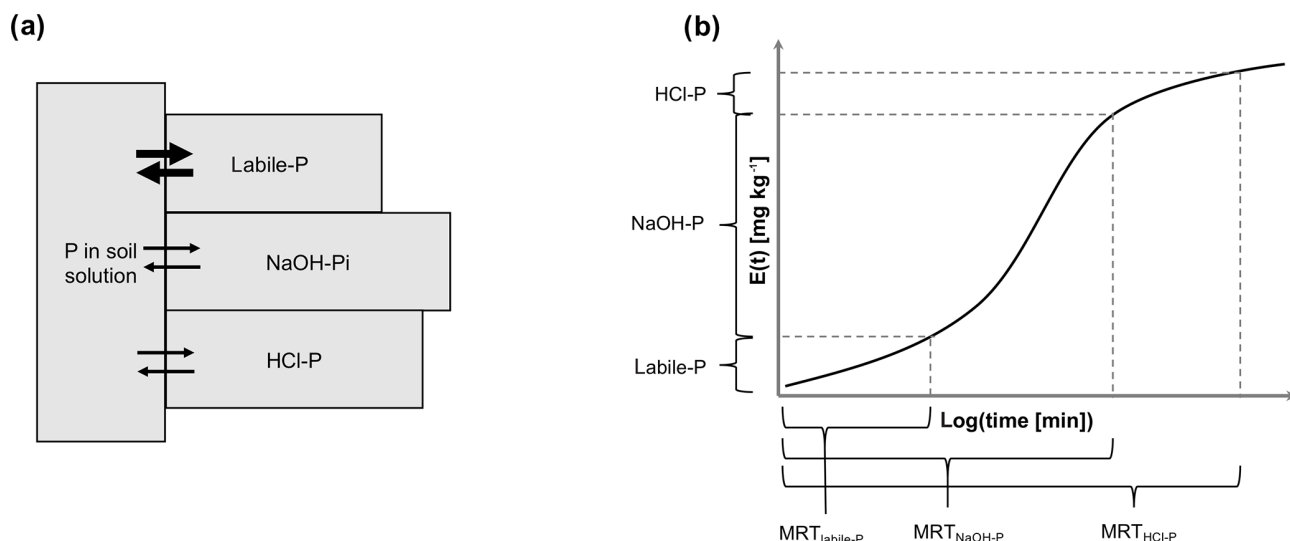 (a)
Labile-P
P in soil
solution
NaOH-Pi
HCl-P
(b)
HCl-P
NaOH-P
Labile-P
E(t) [mg kg⁻¹]
Log(time [min])
MRTlabile-P
MRTNaOH-P
MRTHCl-P